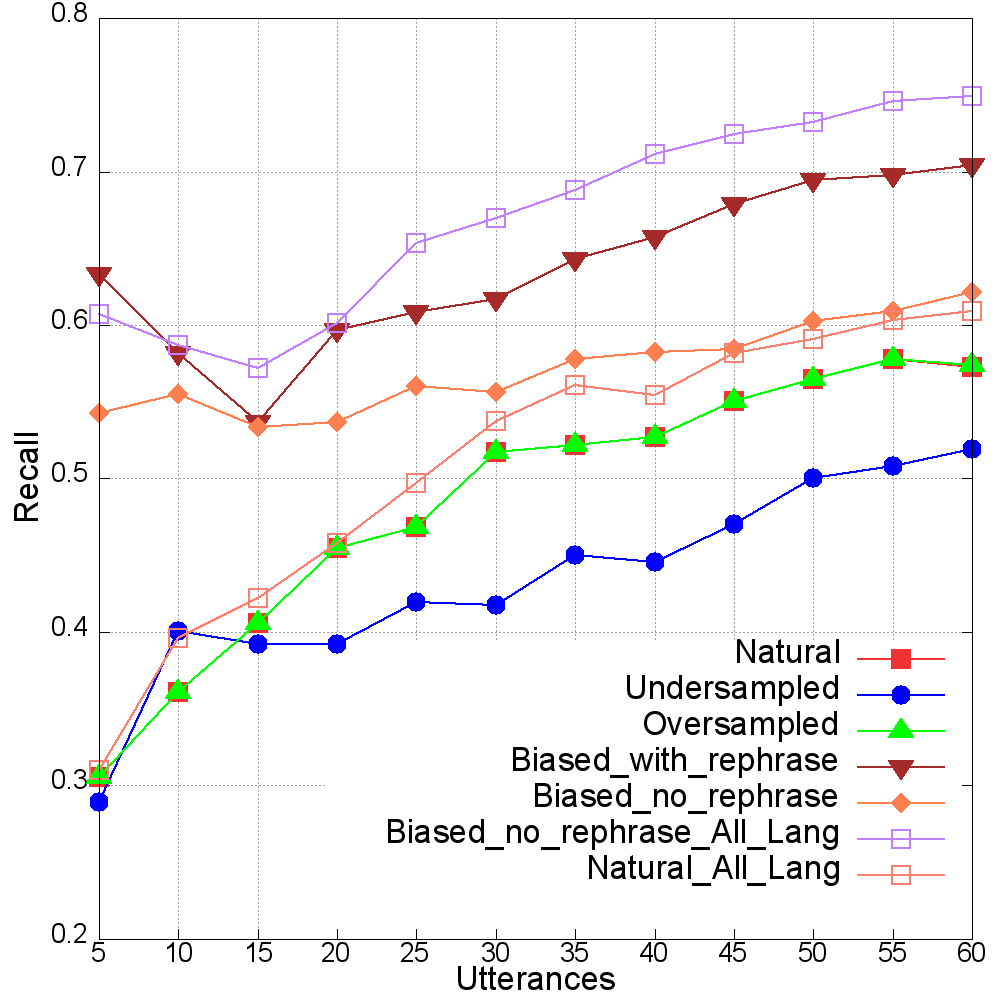 0.8
0.7
0.6
0.5
0.4
0.3
0.2
Recall
Natural
Undersampled
Oversampled
Biased_with_rephrase
Biased_no_rephrase
Biased_no_rephrase_All_Lang
Natural_All_Lang
5 10 15 20 25 30 35 40 45 50 55 60
Utterances